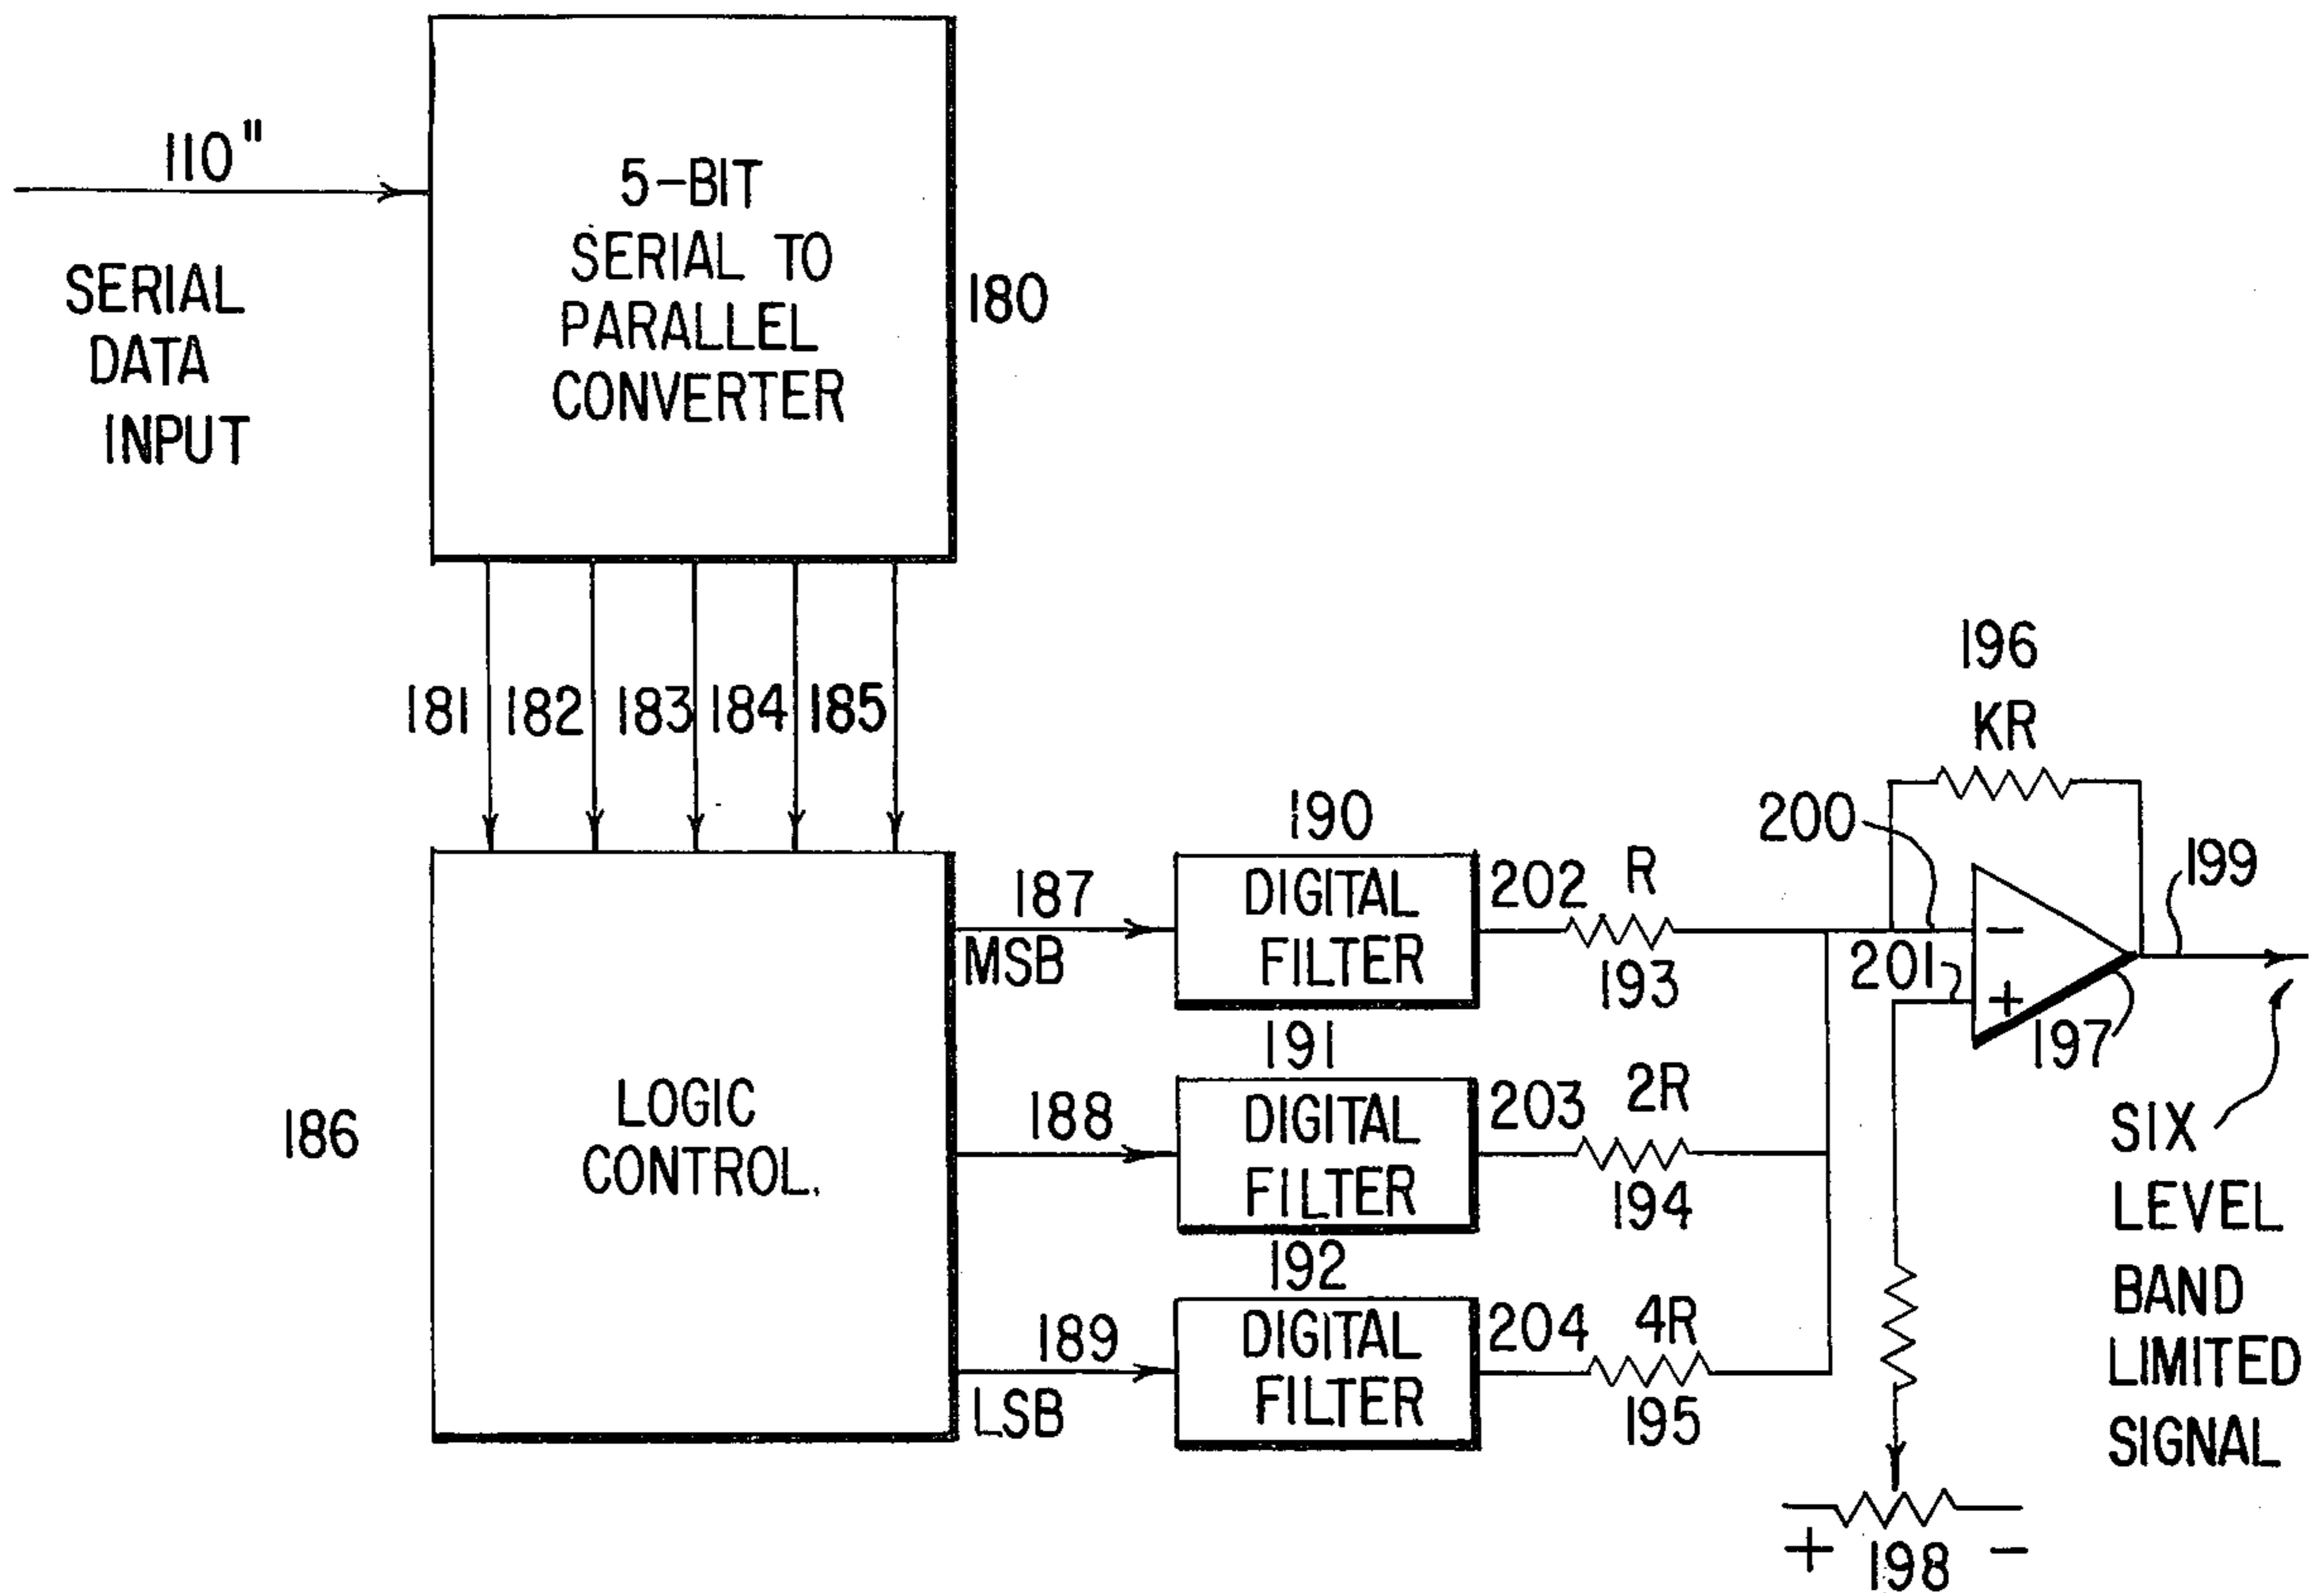 110"
SERIAL
DATA
INPUT
5-BIT
SERIAL TO
PARALLEL
CONVERTER
180
181 182 183 184 185
186
LOGIC
CONTROL.
187
MSB
188
189
LSB
190
DIGITAL
FILTER
191
DIGITAL
FILTER
192
DIGITAL
FILTER
202 R
193
203 2R
194
204 4R
195
196
KR
200
201
−
+
197
199
SIX
LEVEL
BAND
LIMITED
SIGNAL
+ 198 −